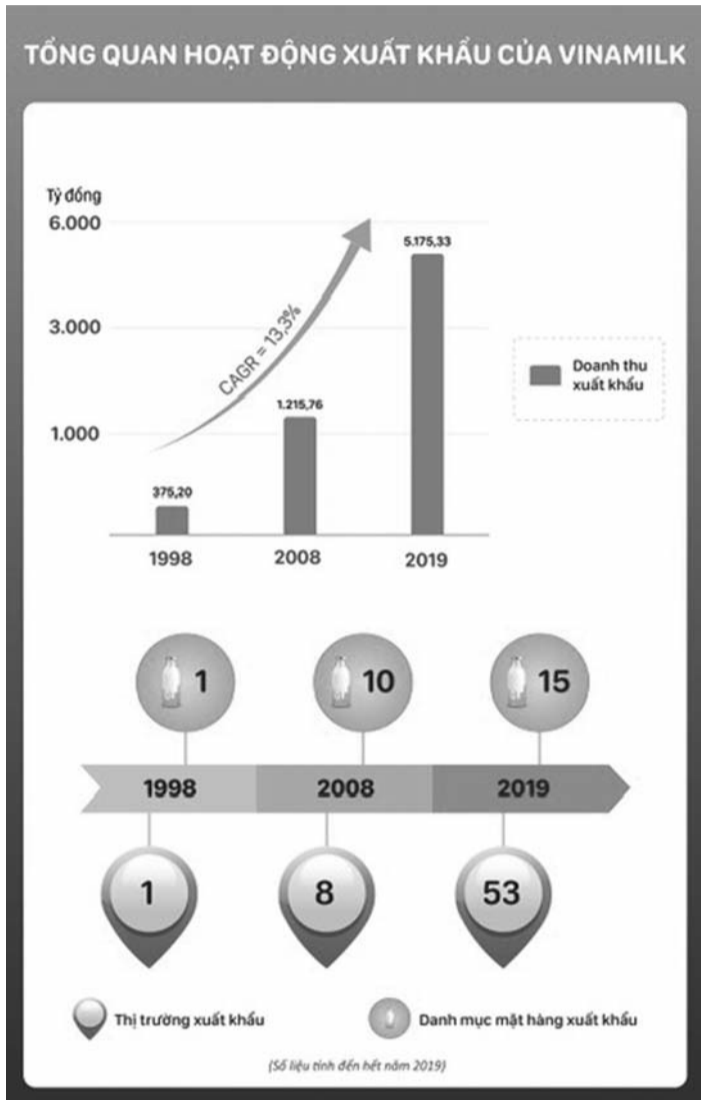 TỔNG QUAN HOẠT ĐỘNG XUẤT KHẨU CỦA VINAMILK
Tỷ đồng
6.000
5.175,33
3.000
CAGR = 13,3%
Doanh thu
xuất khẩu
1.215,76
1.000
375,20
1998
2008
2019
1
10
15
1998
2008
2019
1
8
53
Thị trường xuất khẩu
Danh mục mặt hàng xuất khẩu
(Số liệu tính đến hết năm 2019)